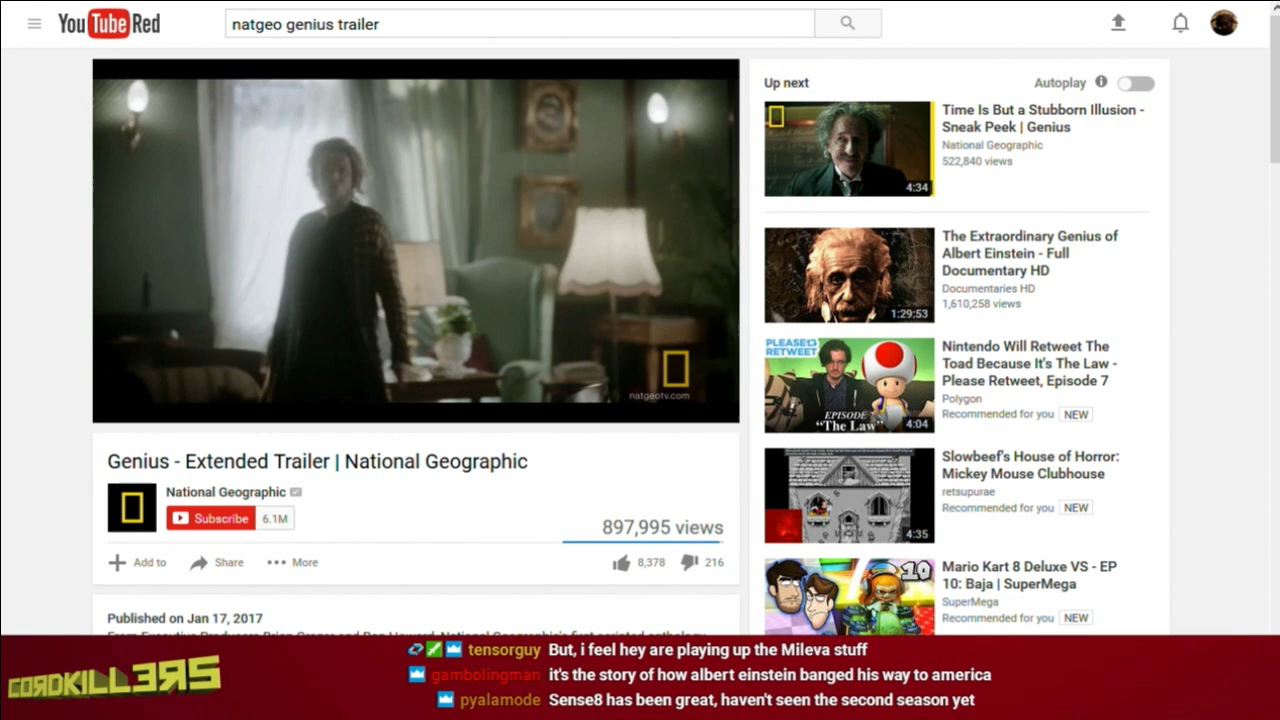 YouTube Red
natgeo genius trailer
natgeotv.com
Genius - Extended Trailer | National Geographic
National Geographic
Subscribe 6.1M
897,995 views
Add to Share More
8,378 216
Published on Jan 17, 2017
Up next
Autoplay
4:34
Time Is But a Stubborn Illusion -
Sneak Peek | Genius
National Geographic
522,840 views
1:29:53
The Extraordinary Genius of
Albert Einstein - Full
Documentary HD
Documentaries HD
1,610,258 views
PLEASE
RETWEET
EPISODE 7
"The Law"
4:04
Nintendo Will Retweet The
Toad Because It's The Law -
Please Retweet, Episode 7
Polygon
Recommended for you NEW
4:35
Slowbeef's House of Horror:
Mickey Mouse Clubhouse
retsupurae
Recommended for you NEW
10
Mario Kart 8 Deluxe VS - EP
10: Baja | SuperMega
SuperMega
Recommended for you NEW
CORDKILLERS
tensorguy But, i feel hey are playing up the Mileva stuff
gambolingman it's the story of how albert einstein banged his way to america
pyalamode Sense8 has been great, haven't seen the second season yet